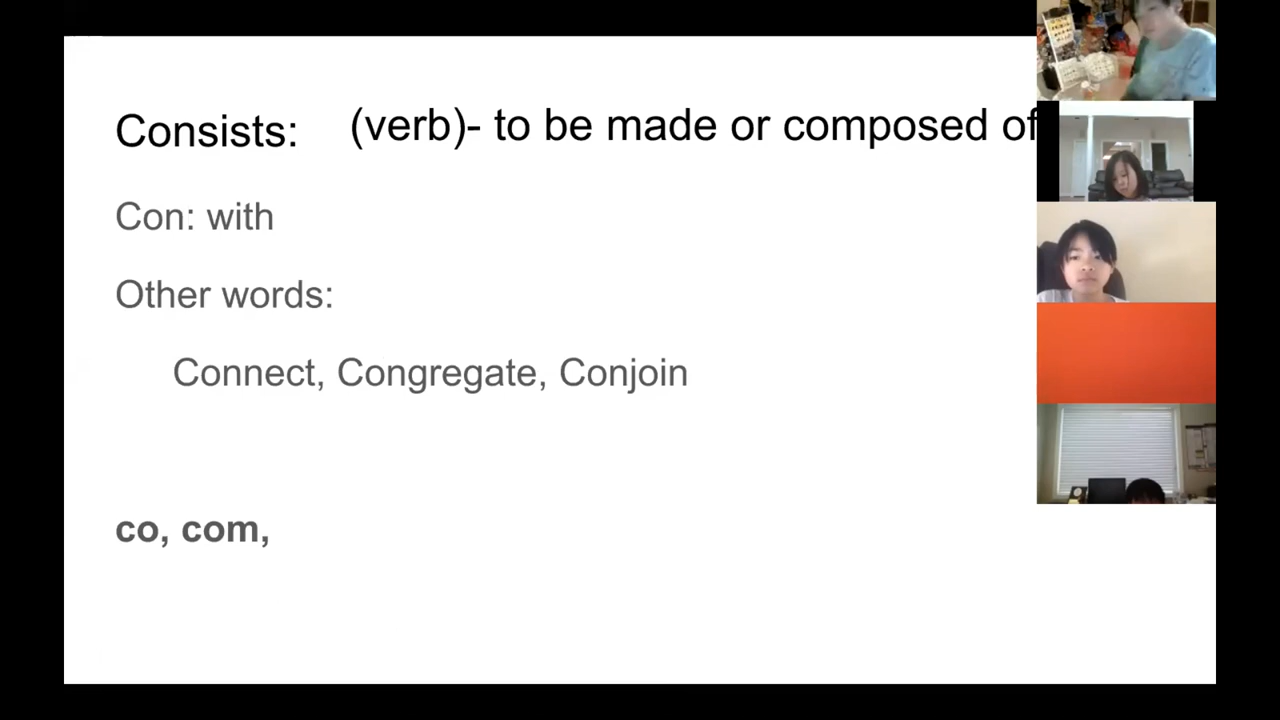 Consists: (verb)- to be made or composed of
Con: with
Other words:
Connect, Congregate, Conjoin
co, com,